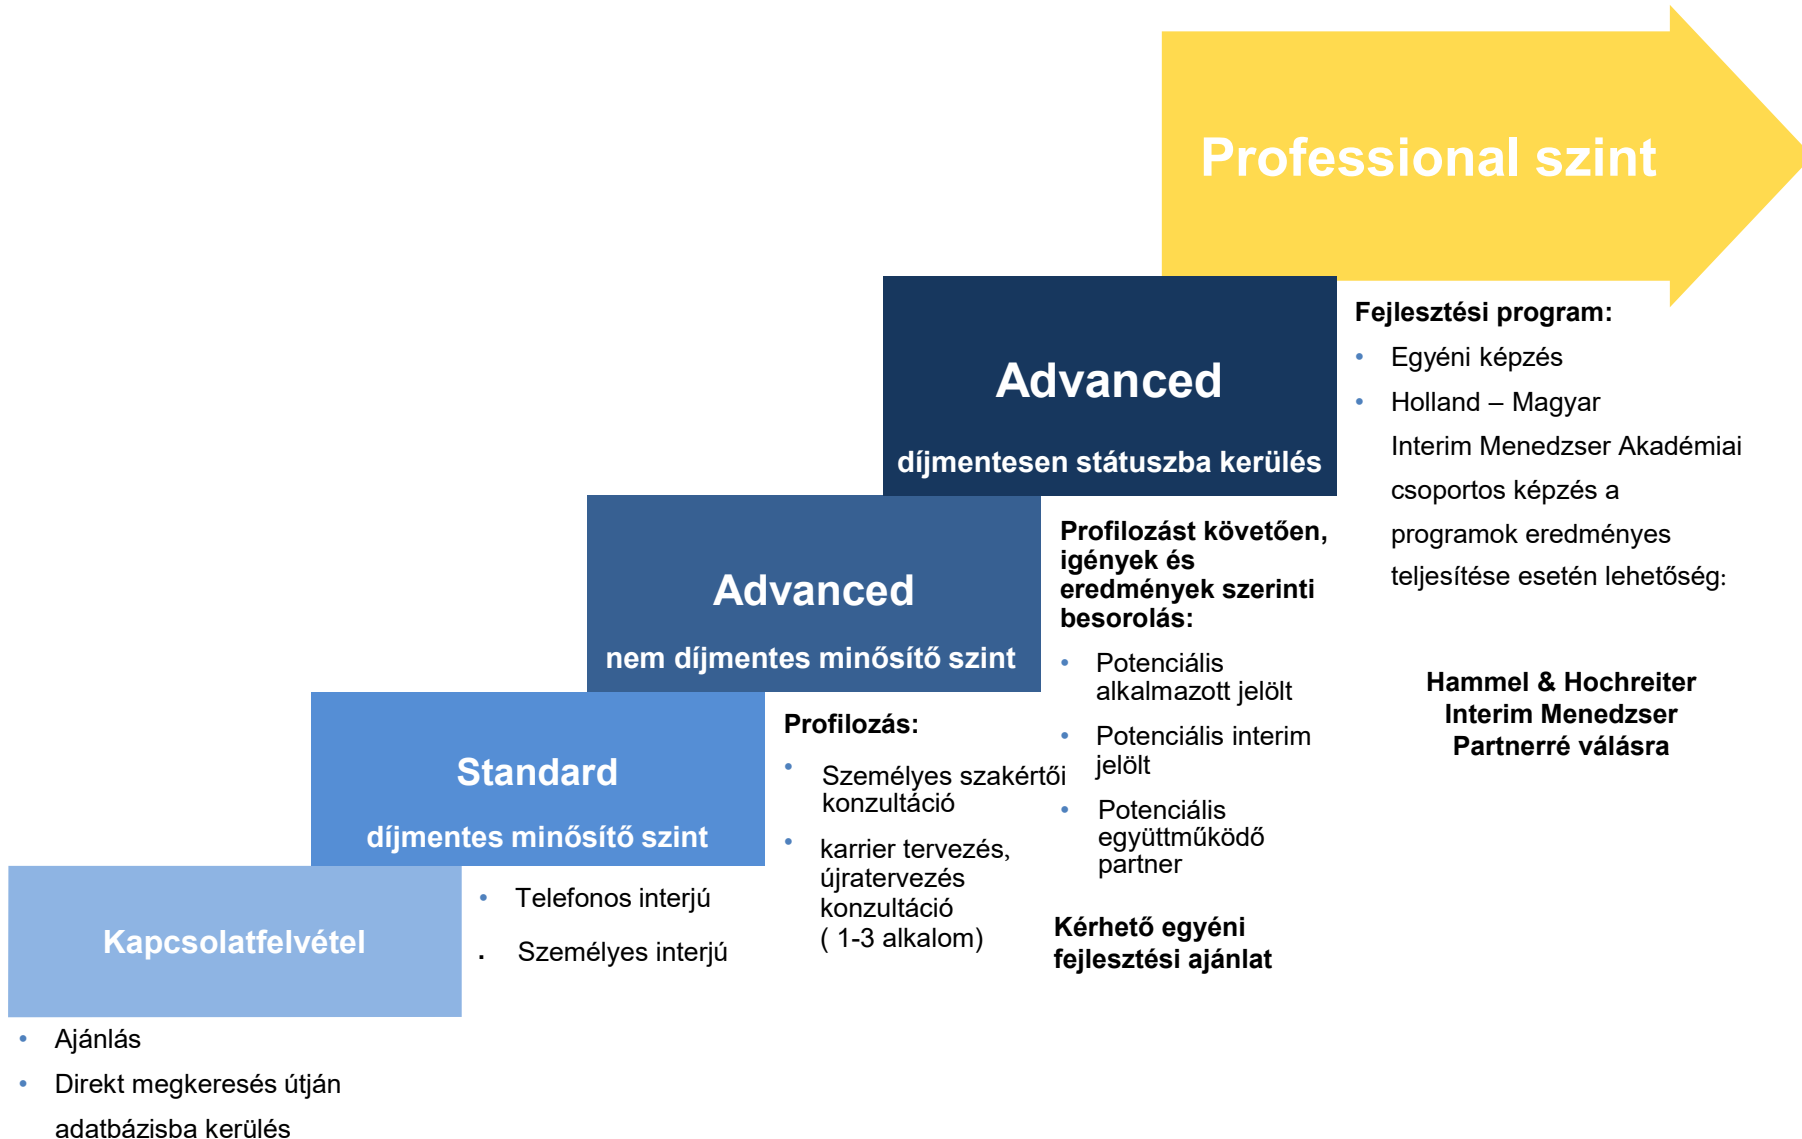 Professional szint
Fejlesztési program:
• Egyéni képzés
• Holland – Magyar
Interim Menedzser Akadémiai
csoportos képzés a
programok eredményes
teljesítése esetén lehetőség:
Hammel & Hochreiter
Interim Menedzser
Partnerré válásra
Advanced
díjmentesen státuszba kerülés
Profilozást követően,
igények és
eredmények szerinti
besorolás:
• Potenciális
alkalmazott jelölt
• Potenciális interim
jelölt
• Potenciális
együttműködő
partner
Kérhető egyéni
fejlesztési ajánlat
Advanced
nem díjmentes minősítő szint
Profilozás:
• Személyes szakértői
konzultáció
• karrier tervezés,
újratervezés
konzultáció
( 1-3 alkalom)
Standard
díjmentes minősítő szint
• Telefonos interjú
. Személyes interjú
Kapcsolatfelvétel
• Ajánlás
• Direkt megkeresés útján
adatbázisba kerülés